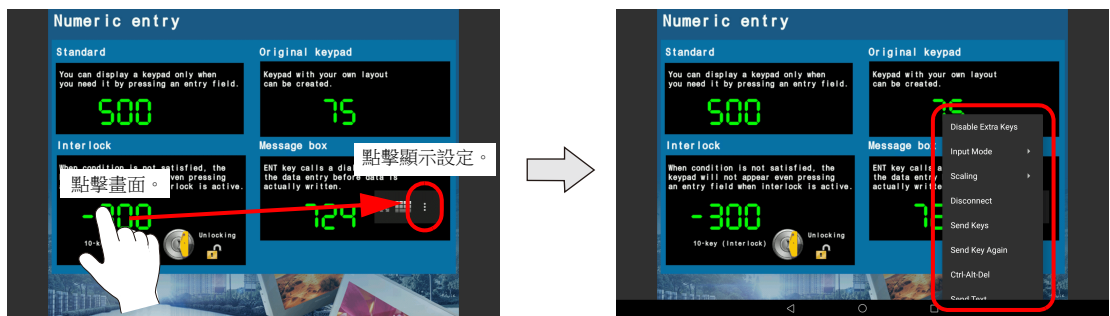 Numeric entry
Standard
You can display a keypad only when
you need it by pressing an entry field.
500
Original keypad
Keypad with your own layout
can be created.
75
Interlock
When condition is not satisfied, the
even pressing
interlock is active.
-300
10-k
Unlocking
Message box
ENT key calls a dia
the data entry before data is
actually written.
724
點擊畫面。
點擊顯示設定。
Numeric entry
Standard
You can display a keypad only when
you need it by pressing an entry field.
500
Original keypad
Keypad with your own layout
can be created.
75
Interlock
When condition is not satisfied, the
keypad will not appear even pressing
an entry field when interlock is active.
-300
10-key (Interlock)
Unlocking
Message bo
ENT key calls a
the data entry
actually writte
Disable Extra Keys
Input Mode
Scaling
Disconnect
Send Keys
Send Key Again
Ctrl-Alt-Del
Send Text